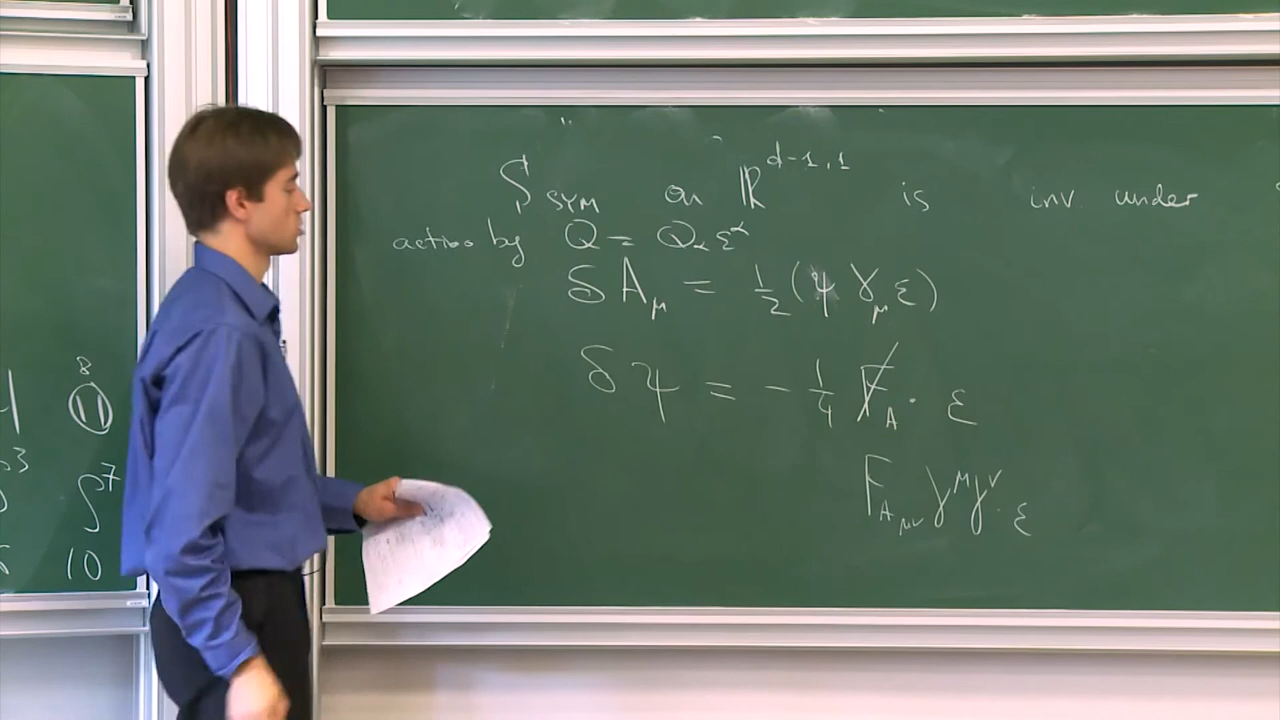 S_SYM on ℝ^{d-1,1} is inv. under
action by Q = Q_α ε^α
δA_μ = ½(ψ γ_μ ε)
δψ = -¼ F̸_A · ε
F_{A μν} γ^μ γ^ν · ε
8
11
3
S^7
10